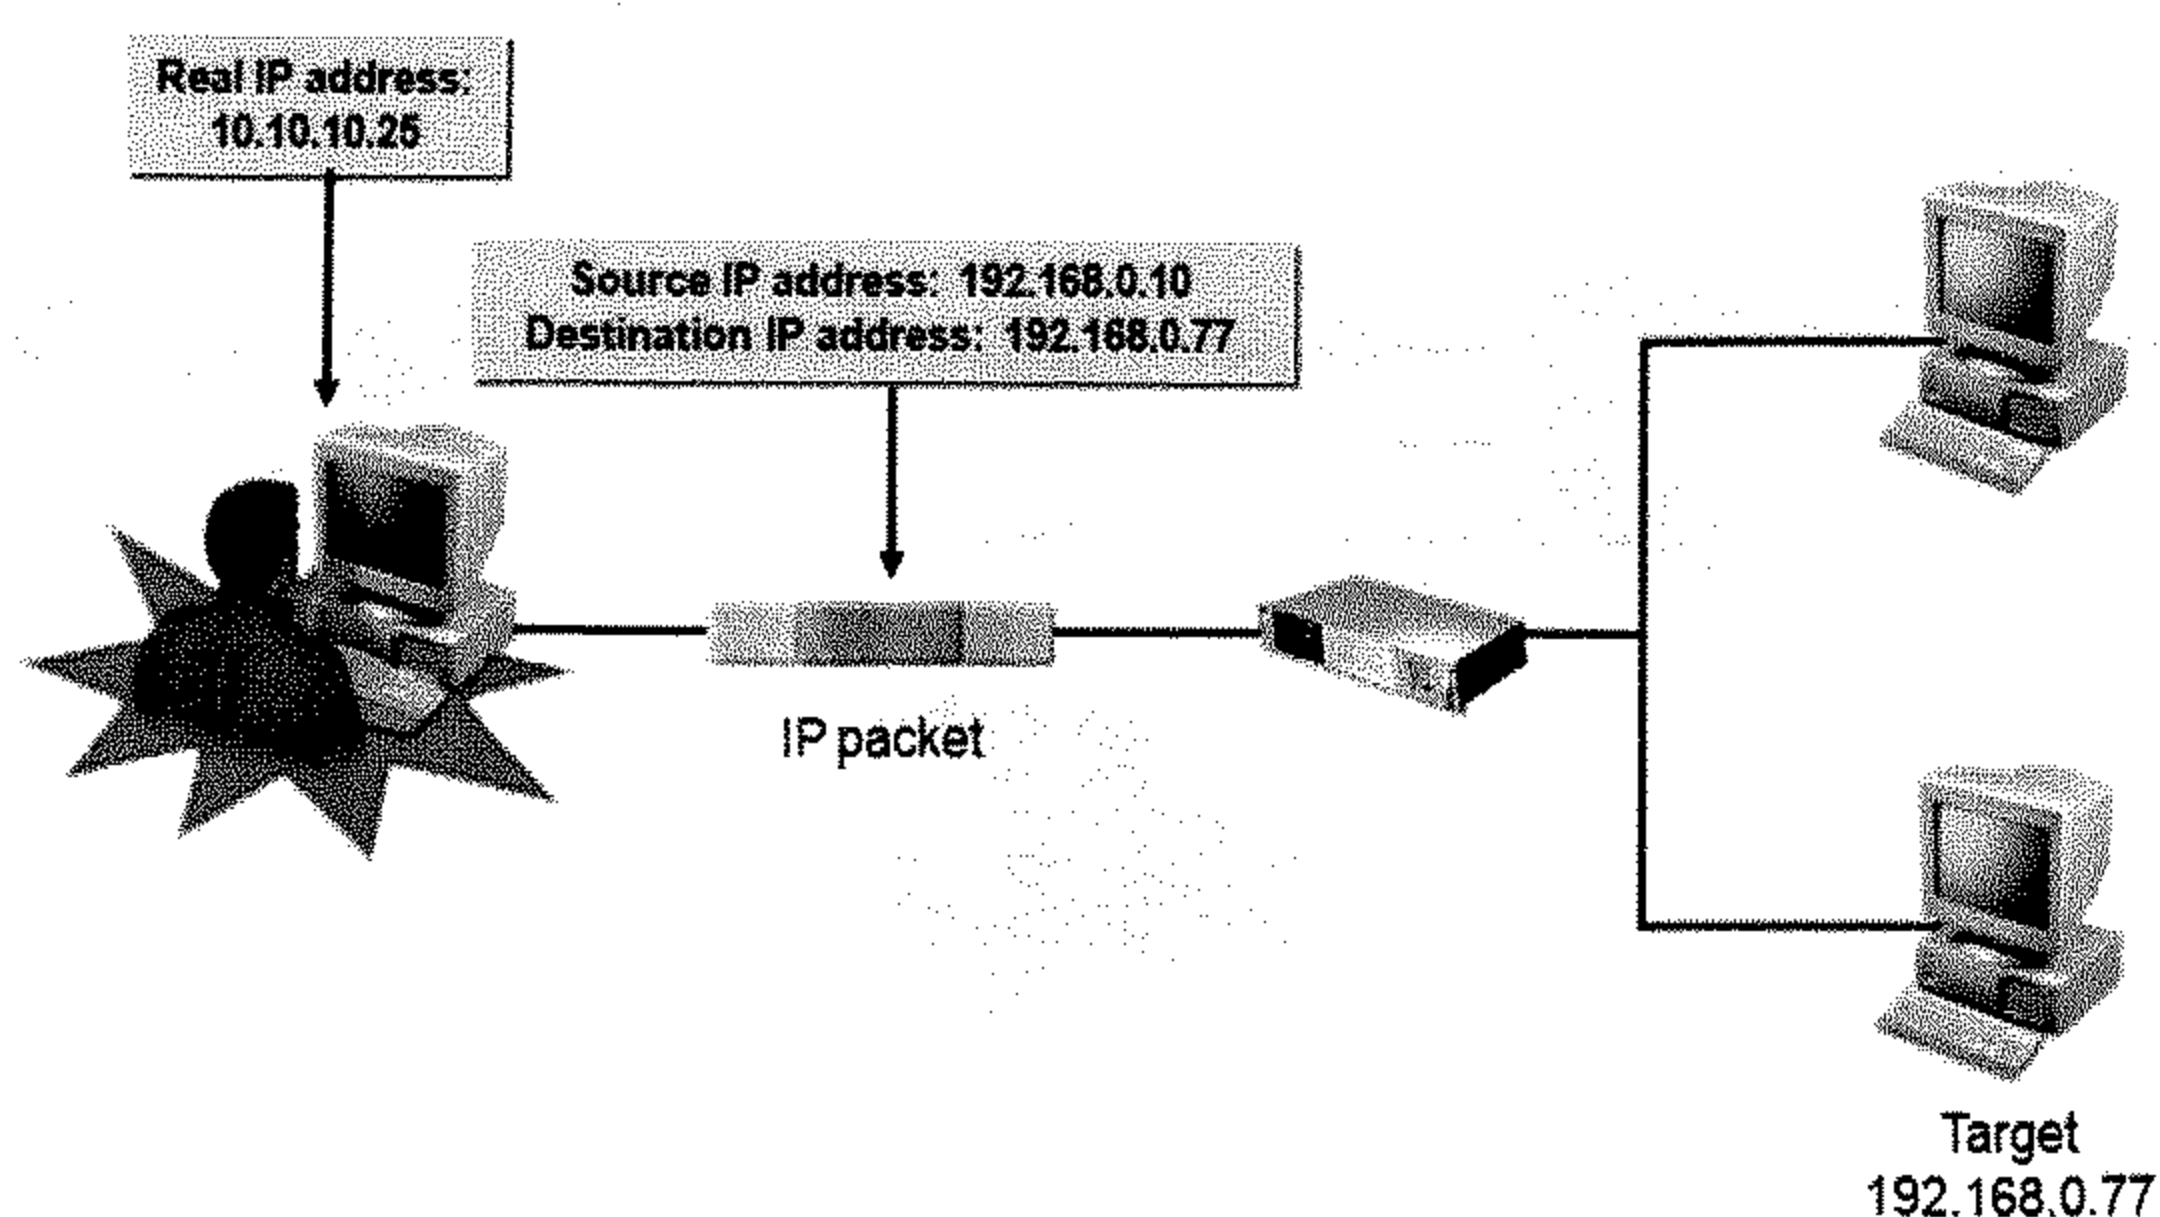 Real IP address:
10.10.10.25
Source IP address: 192.168.0.10
Destination IP address: 192.168.0.77
IP packet
Target
192.168.0.77